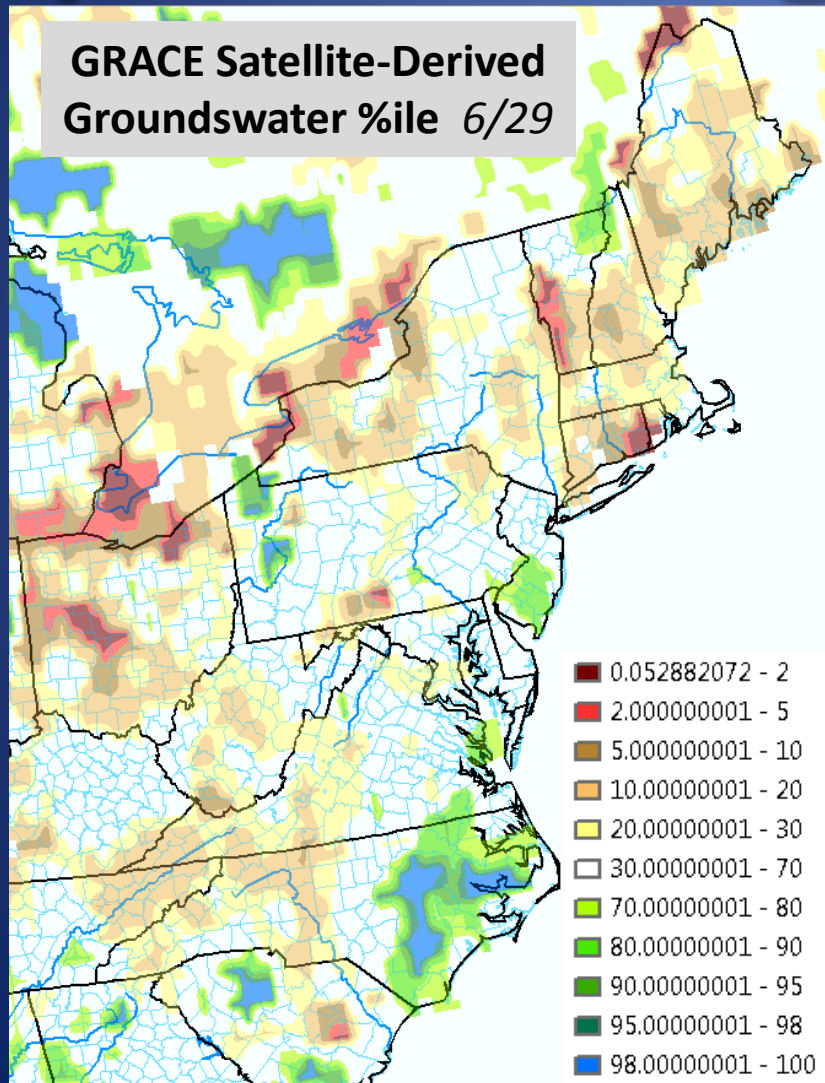 GRACE Satellite-Derived
Groundswater %ile 6/29
0.052882072 - 2
2.000000001 - 5
5.000000001 - 10
10.00000001 - 20
20.00000001 - 30
30.00000001 - 70
70.00000001 - 80
80.00000001 - 90
90.00000001 - 95
95.00000001 - 98
98.00000001 - 100